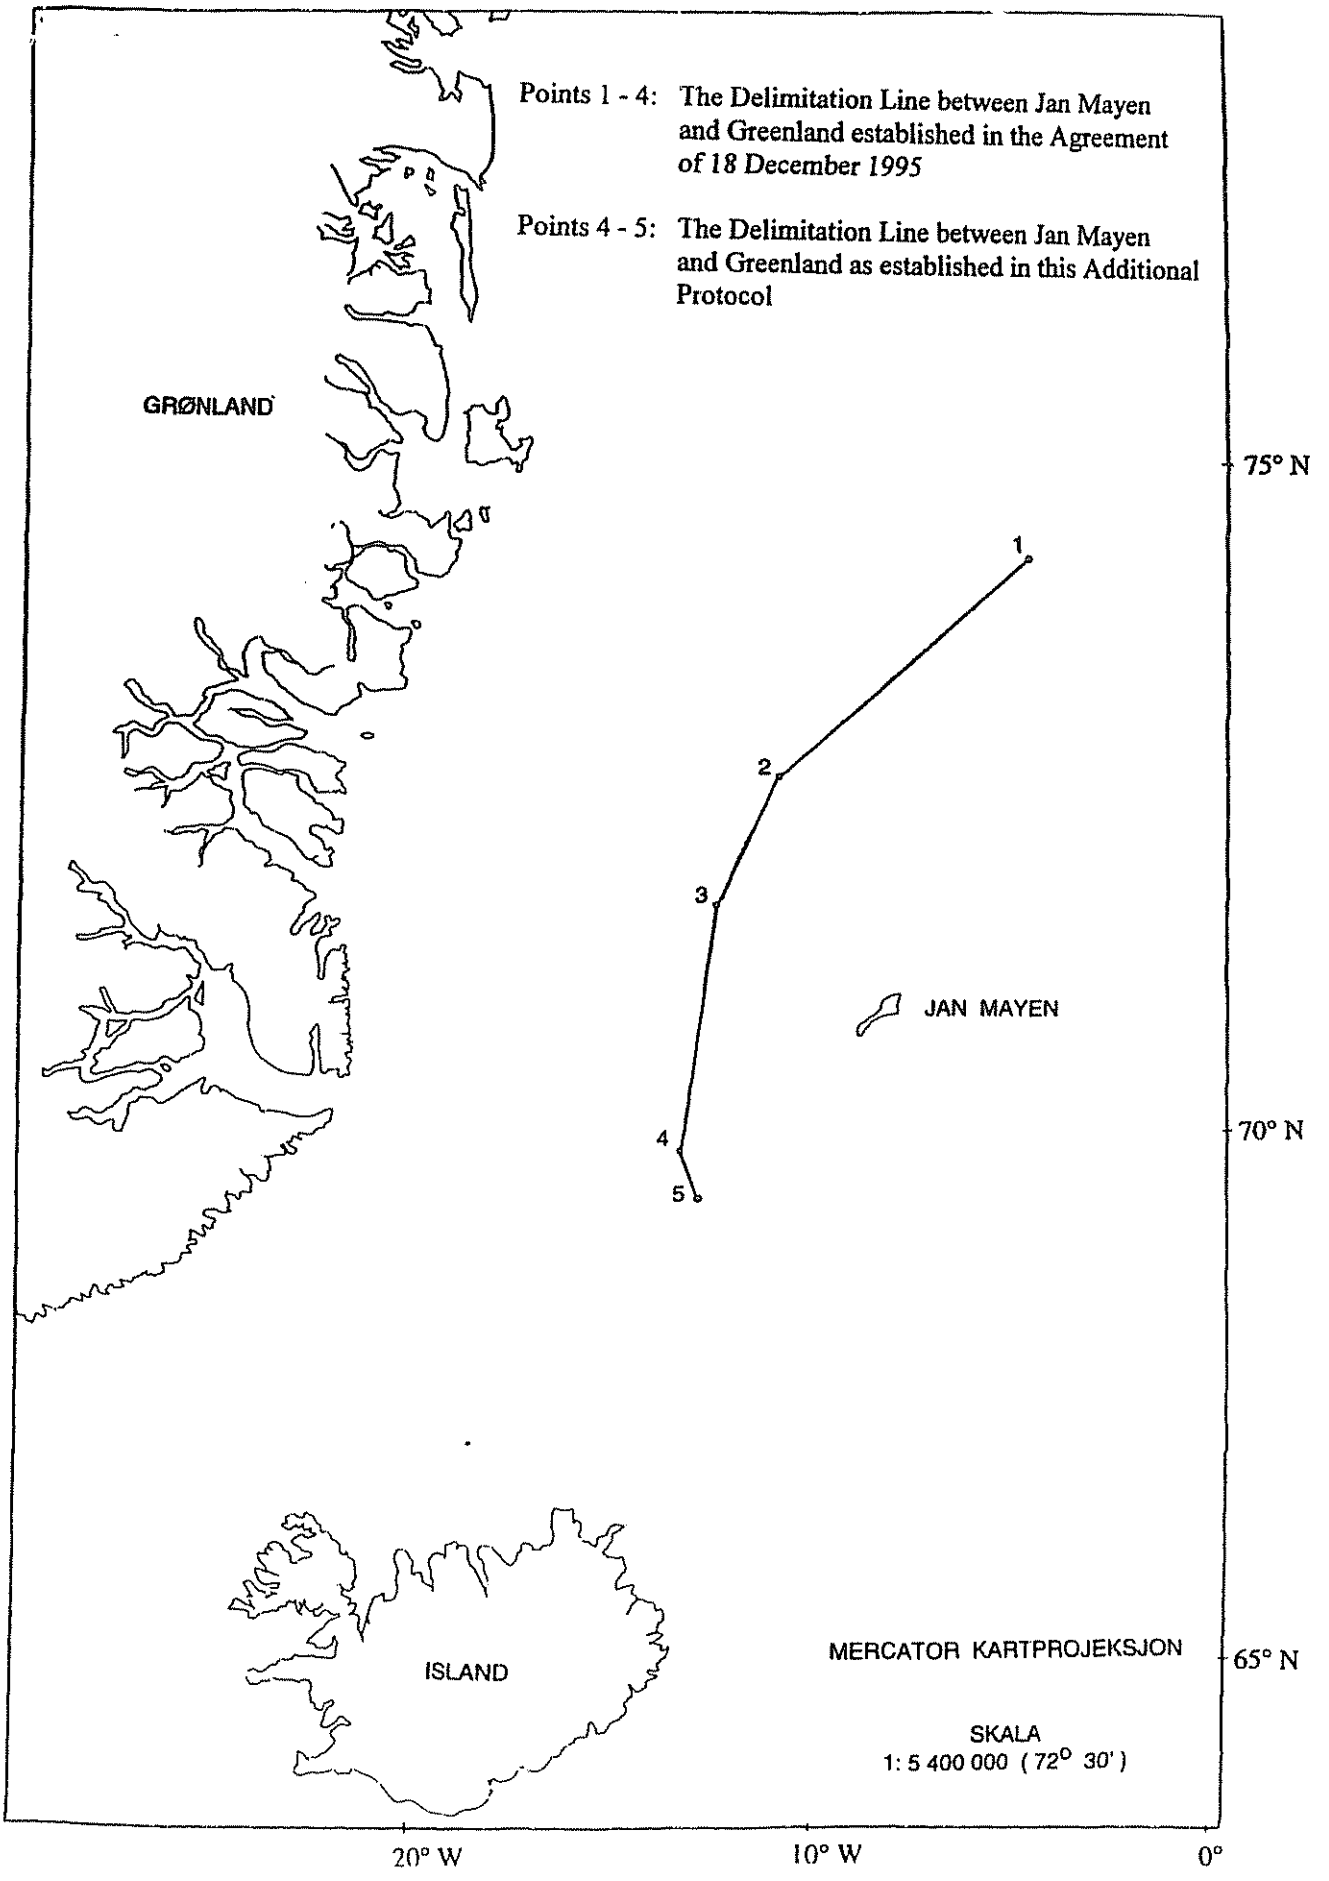 Points 1 - 4: The Delimitation Line between Jan Mayen
and Greenland established in the Agreement
of 18 December 1995
Points 4 - 5: The Delimitation Line between Jan Mayen
and Greenland as established in this Additional
Protocol
GRØNLAND
75° N
1
2
3
JAN MAYEN
70° N
4
5
MERCATOR KARTPROJEKSJON
65° N
ISLAND
SKALA
1: 5 400 000 ( 72° 30' )
20° W
10° W
0°